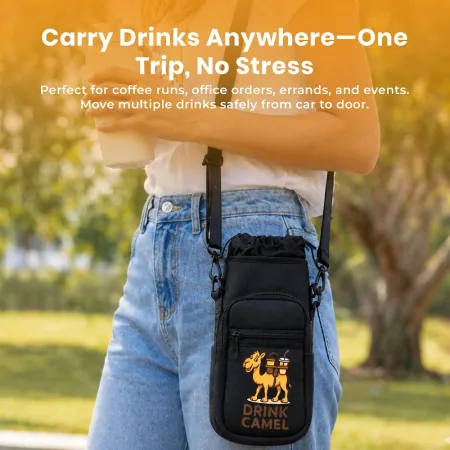 Carry Drinks Anywhere—One
Trip, No Stress
Perfect for coffee runs, office orders, errands, and events.
Move multiple drinks safely from car to door.
DRINK
CAMEL